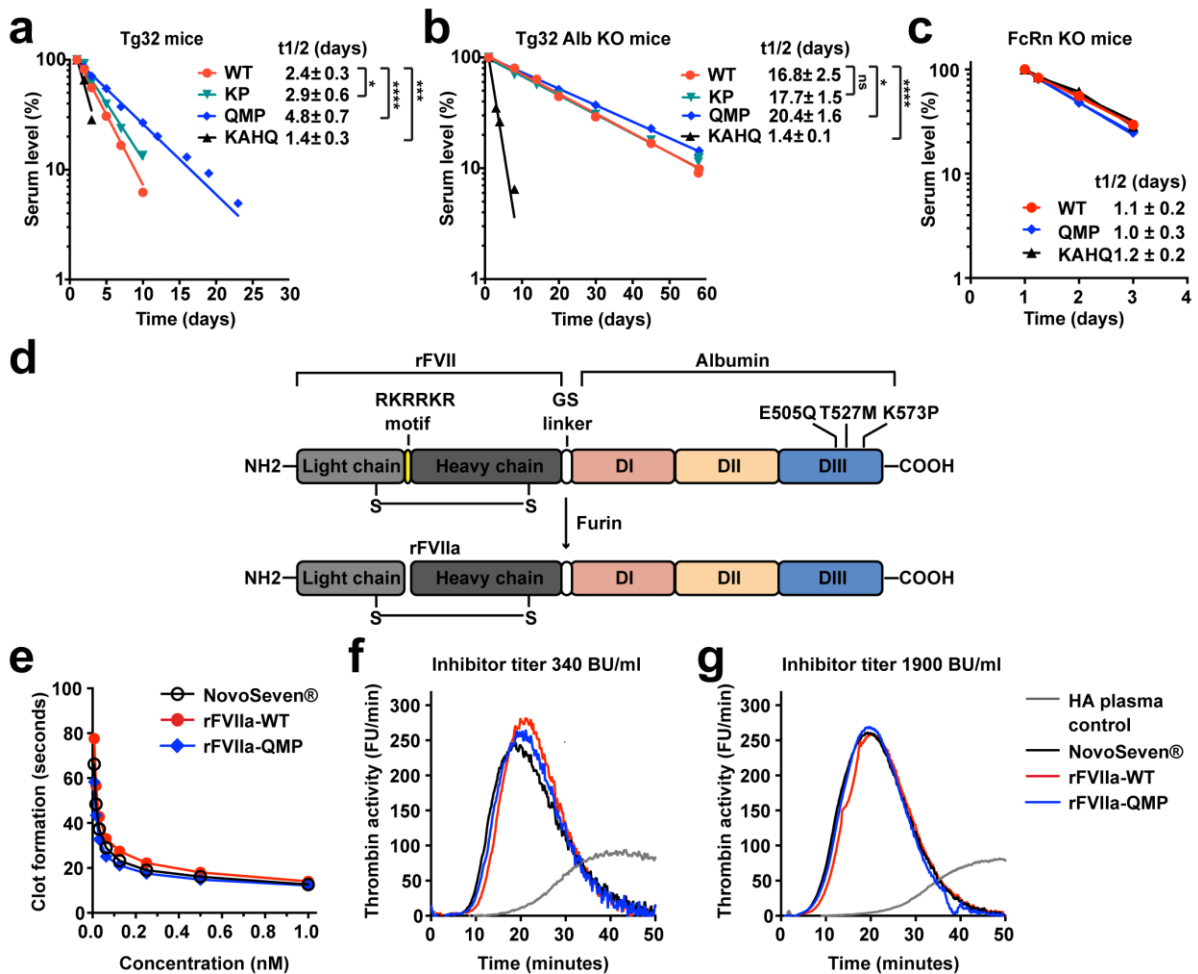 a
Tg32 mice
t1/2 (days)
WT 2.4± 0.3
KP 2.9± 0.6
QMP 4.8± 0.7
KAHQ 1.4± 0.3
*
****
***
Serum level (%)
100
10
1
0 5 10 15 20 25 30
Time (days)
b
Tg32 Alb KO mice
t1/2 (days)
WT 16.8± 2.5
KP 17.7± 1.5
QMP 20.4± 1.6
KAHQ 1.4± 0.1
ns
*
****
Serum level (%)
100
10
1
0 10 20 30 40 50 60
Time (days)
c
FcRn KO mice
Serum level (%)
100
10
1
t1/2 (days)
WT 1.1 ± 0.2
QMP 1.0 ± 0.3
KAHQ 1.2 ± 0.2
0 1 2 3 4
Time (days)
d
rFVII
Albumin
RKRRKR
motif
GS
linker
E505Q T527M K573P
NH2 Light chain Heavy chain DI DII DIII COOH
S S
Furin
rFVIIa
NH2 Light chain Heavy chain DI DII DIII COOH
S S
e
Clot formation (seconds)
100
80
60
40
20
0
NovoSeven®
rFVIIa-WT
rFVIIa-QMP
0.0 0.2 0.4 0.6 0.8 1.0
Concentration (nM)
f
Inhibitor titer 340 BU/ml
Thrombin activity (FU/min)
300
250
200
150
100
50
0
0 10 20 30 40 50
Time (minutes)
g
Inhibitor titer 1900 BU/ml
Thrombin activity (FU/min)
300
250
200
150
100
50
0
0 10 20 30 40 50
Time (minutes)
HA plasma
control
NovoSeven®
rFVIIa-WT
rFVIIa-QMP